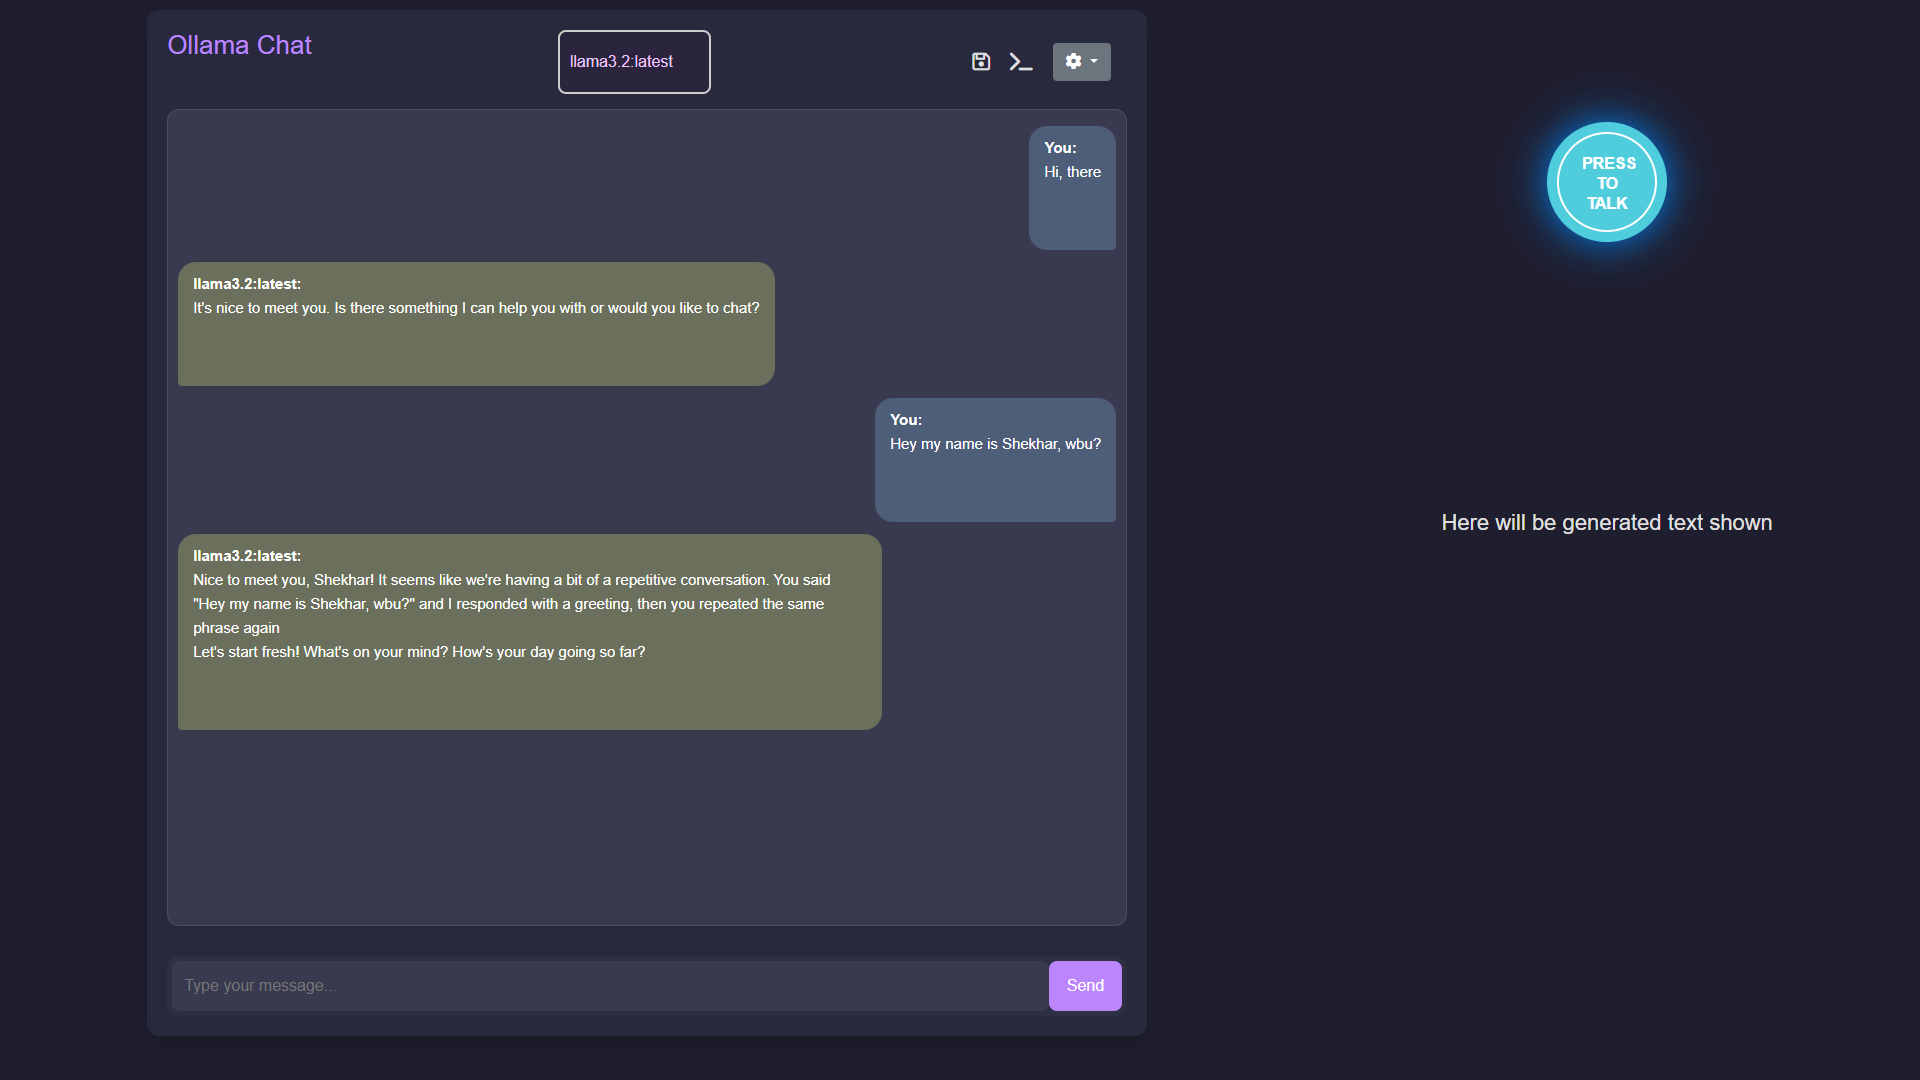 Ollama Chat
llama3.2:latest
You:
Hi, there
llama3.2:latest:
It's nice to meet you. Is there something I can help you with or would you like to chat?
You:
Hey my name is Shekhar, wbu?
llama3.2:latest:
Nice to meet you, Shekhar! It seems like we're having a bit of a repetitive conversation. You said
"Hey my name is Shekhar, wbu?" and I responded with a greeting, then you repeated the same
phrase again
Let's start fresh! What's on your mind? How's your day going so far?
Type your message...
Send
PRESS
TO
TALK
Here will be generated text shown